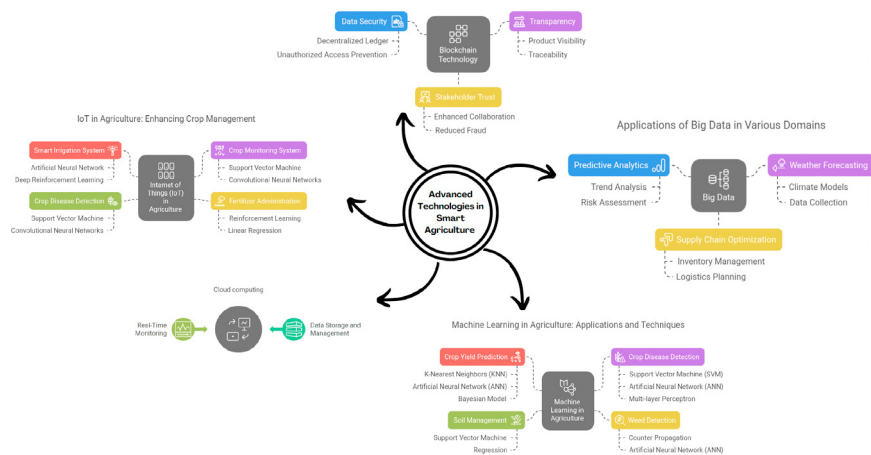 Data Security
Decentralized Ledger
Unauthorized Access Prevention
Blockchain
Technology
Transparency
Product Visibility
Traceability
Stakeholder Trust
Enhanced Collaboration
Reduced Fraud
IoT in Agriculture: Enhancing Crop Management
Smart Irrigation System
Artificial Neural Network
Deep Reinforcement Learning
Crop Disease Detection
Support Vector Machine
Convolutional Neural Networks
Internet of
Things (IoT)
in
Agriculture
Crop Monitoring System
Support Vector Machine
Convolutional Neural Networks
Fertilizer Administration
Reinforcement Learning
Linear Regression
Advanced
Technologies in
Smart
Agriculture
Applications of Big Data in Various Domains
Predictive Analytics
Trend Analysis
Risk Assessment
Big Data
Weather Forecasting
Climate Models
Data Collection
Supply Chain Optimization
Inventory Management
Logistics Planning
Cloud computing
Real-Time
Monitoring
Data Storage and
Management
Machine Learning in Agriculture: Applications and Techniques
Crop Yield Prediction
K-Nearest Neighbors (KNN)
Artificial Neural Network (ANN)
Bayesian Model
Soil Management
Support Vector Machine
Regression
Machine
Learning in
Agriculture
Crop Disease Detection
Support Vector Machine (SVM)
Artificial Neural Network (ANN)
Multi-layer Perceptron
Weed Detection
Counter Propagation
Artificial Neural Network (ANN)